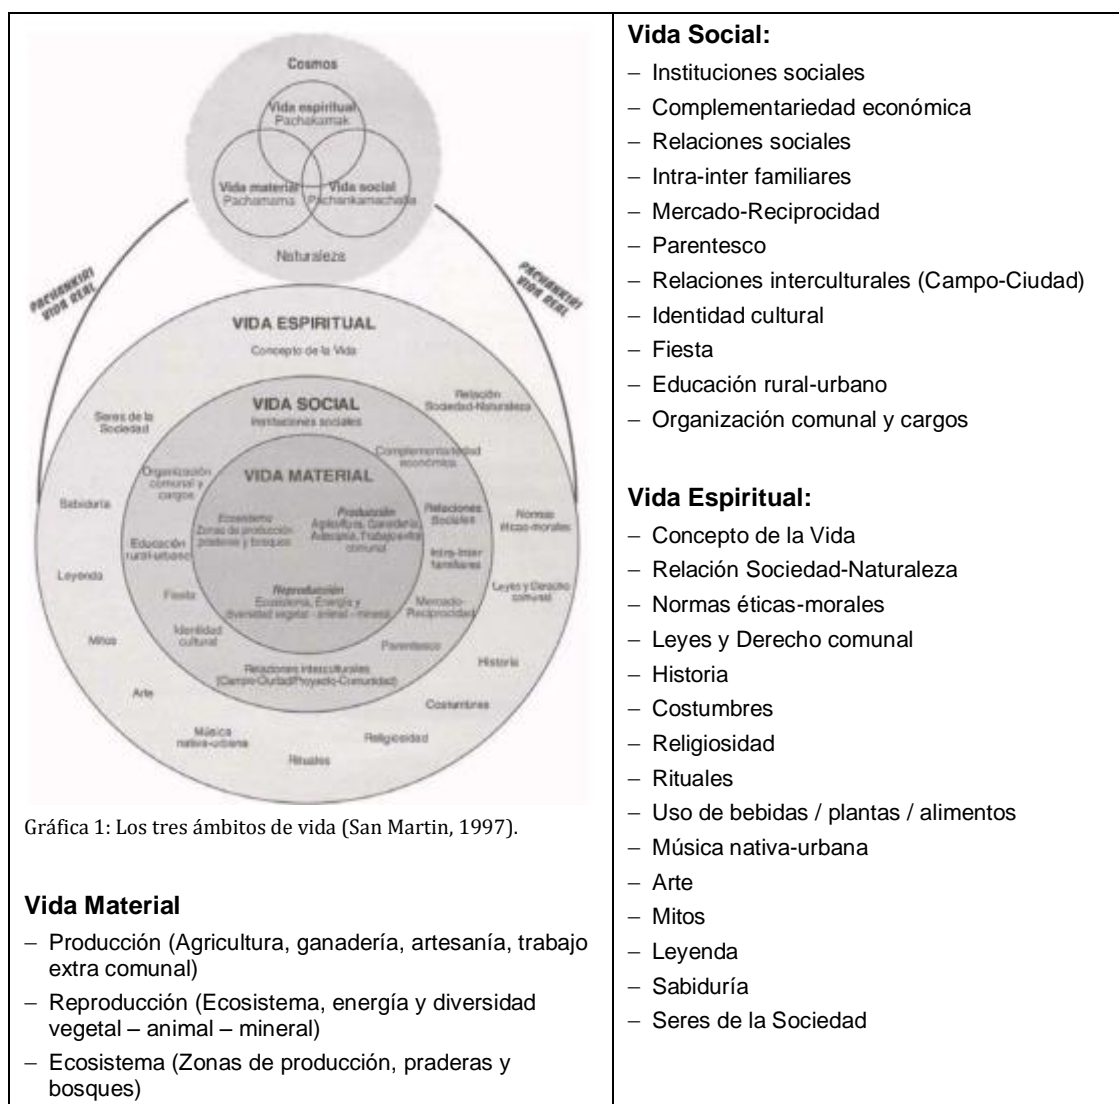 Cosmos
Vida espiritual
Pachakamak
Vida material
Pachamama
Vida social
Naturaleza
PACHANKIRI
VIDA REAL
PACHANKIRI
VIDA REAL
VIDA ESPIRITUAL
Concepto de la Vida
Relación
Sociedad-Naturaleza
Seres de la
Sociedad
VIDA SOCIAL
Instituciones sociales
Complementariedad
económica
Organización
comunal y
cargos
VIDA MATERIAL
Sabiduría
Ecosistema
Zonas de producción
praderas y bosques
Producción
Agricultura, Ganadería,
Artesanía, Trabajo extra
comunal
Relaciones
Sociales
Normas
éticas-morales
Educación
rural-urbano
Intra-inter
familiares
Leyenda
Leyes y Derecho
comunal
Fiesta
Reproducción
Ecosistema, Energía y
diversidad vegetal - animal - mineral
Mercado-
Reciprocidad
Identidad
cultural
Mitos
Parentesco
Historia
Relaciones interculturales
(Campo-Ciudad/Proyecto-Comunidad)
Arte
Costumbres
Música
nativa-urbana
Religiosidad
Rituales
Gráfica 1: Los tres ámbitos de vida (San Martin, 1997).
Vida Material
– Producción (Agricultura, ganadería, artesanía, trabajo
extra comunal)
– Reproducción (Ecosistema, energía y diversidad
vegetal – animal – mineral)
– Ecosistema (Zonas de producción, praderas y
bosques)
Vida Social:
– Instituciones sociales
– Complementariedad económica
– Relaciones sociales
– Intra-inter familiares
– Mercado-Reciprocidad
– Parentesco
– Relaciones interculturales (Campo-Ciudad)
– Identidad cultural
– Fiesta
– Educación rural-urbano
– Organización comunal y cargos
Vida Espiritual:
– Concepto de la Vida
– Relación Sociedad-Naturaleza
– Normas éticas-morales
– Leyes y Derecho comunal
– Historia
– Costumbres
– Religiosidad
– Rituales
– Uso de bebidas / plantas / alimentos
– Música nativa-urbana
– Arte
– Mitos
– Leyenda
– Sabiduría
– Seres de la Sociedad